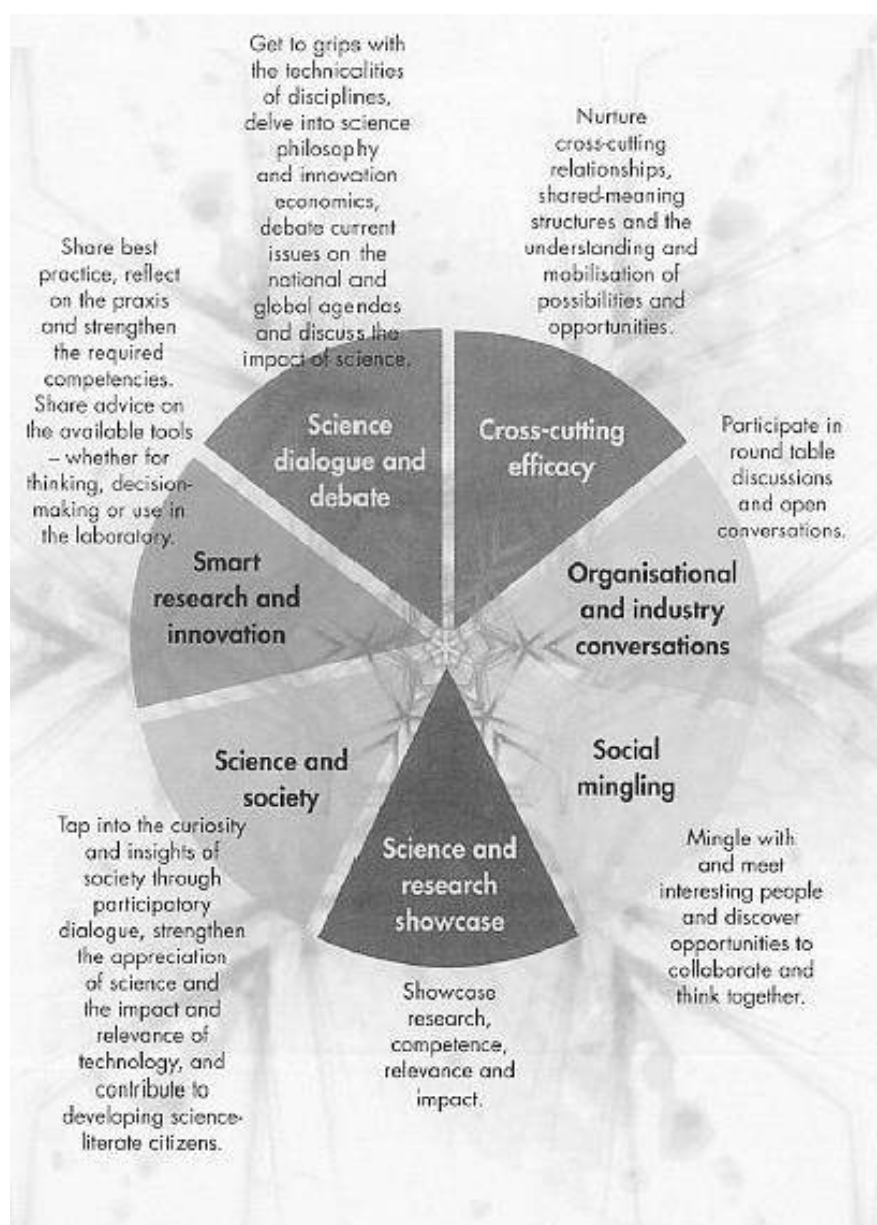 Get to grips with
the technicalities
of disciplines,
delve into science
philosophy
and innovation
economics,
debate current
issues on the
national and
global agendas
and discuss the
impact of science.
Science
dialogue and
debate
Nurture
cross-cutting
relationships,
shared-meaning
structures and the
understanding and
mobilisation of
possibilities and
opportunities.
Cross-cutting
efficacy
Participate in
round table
discussions
and open
conversations.
Organisational
and industry
conversations
Social
mingling
Mingle with
and meet
interesting people
and discover
opportunities to
collaborate and
think together.
Science and
research
showcase
Showcase
research,
competence,
relevance and
impact.
Science and
society
Tap into the curiosity
and insights of
society through
participatory
dialogue, strengthen
the appreciation
of science and
the impact and
relevance of
technology, and
contribute to
developing science-
literate citizens.
Smart
research and
innovation
Share best
practice, reflect
on the praxis
and strengthen
the required
competencies.
Share advice on
the available tools
– whether for
thinking, decision-
making or use in
the laboratory.